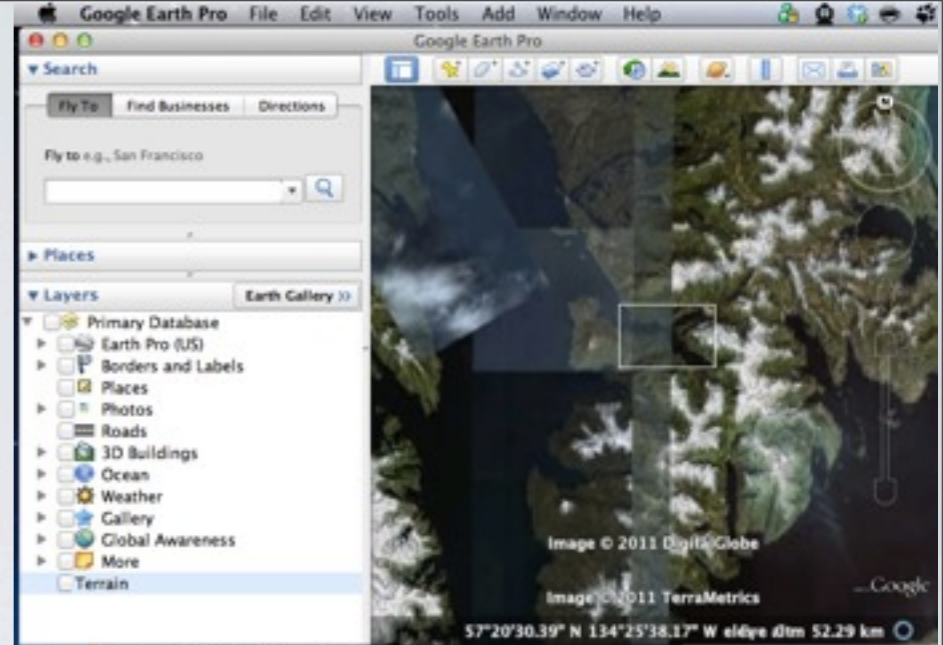 Google Earth Pro File Edit View Tools Add Window Help
Google Earth Pro
Search
Fly To Find Businesses Directions
Fly to e.g., San Francisco
Places
Layers Earth Gallery >>
Primary Database
Earth Pro (US)
Borders and Labels
Places
Photos
Roads
3D Buildings
Ocean
Weather
Gallery
Global Awareness
More
Terrain
N
Image © 2011 DigitalGlobe
Image © 2011 TerraMetrics
Google
57°20'30.39" N 134°25'38.17" W 52.29 km